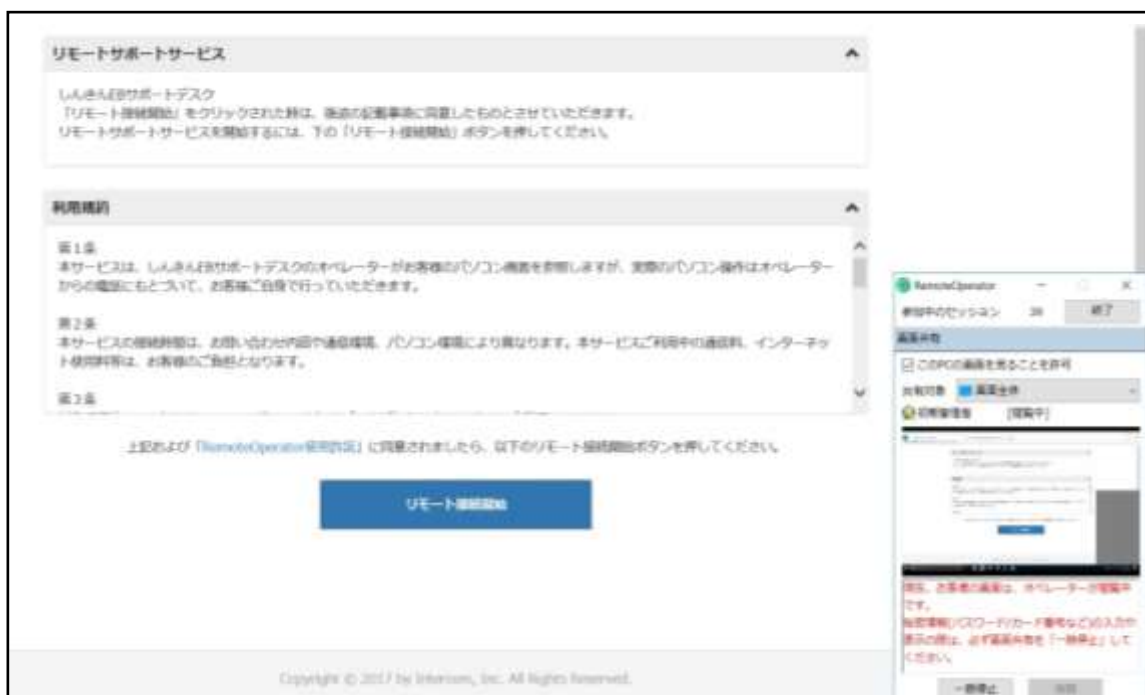 リモートサポートサービス
しんきんEBサポートデスク
「リモート接続開始」をクリックされた時は、後迄の記載事項に同意したものとさせていただきます。
リモートサポートサービスを開始するには、下の「リモート接続開始」ボタンを押してください。
利用規約
第1条
本サービスは、しんきんEBサポートデスクのオペレーターがお客様のパソコン画面を参照しますが、実際のパソコン操作はオペレーター
からの電話にもとづいて、お客様ご自身で行っていただきます。
第2条
本サービスの接続時間は、お問い合わせ内容や通信環境、パソコン環境により異なります。本サービスご利用中の通信料、インターネッ
ト使用料等は、お客様のご負担となります。
第3条
上記および「RemoteOperator使用許諾」に同意されましたら、以下のリモート接続開始ボタンを押してください。
リモート接続開始
Copyright © 2017 by Intercom, Inc. All Rights Reserved.
RemoteOperator
参加中のセッション
終了
画面共有
このPCの画面を見ることを許可
共有対象 画面全体
初期管理者 [閲覧中]
現在、お客様の画面は、オペレーターが閲覧中
です。
秘密情報(パスワード/カード番号など)の入力や
表示の際は、必ず画面共有を「一時停止」して
ください。
一時停止